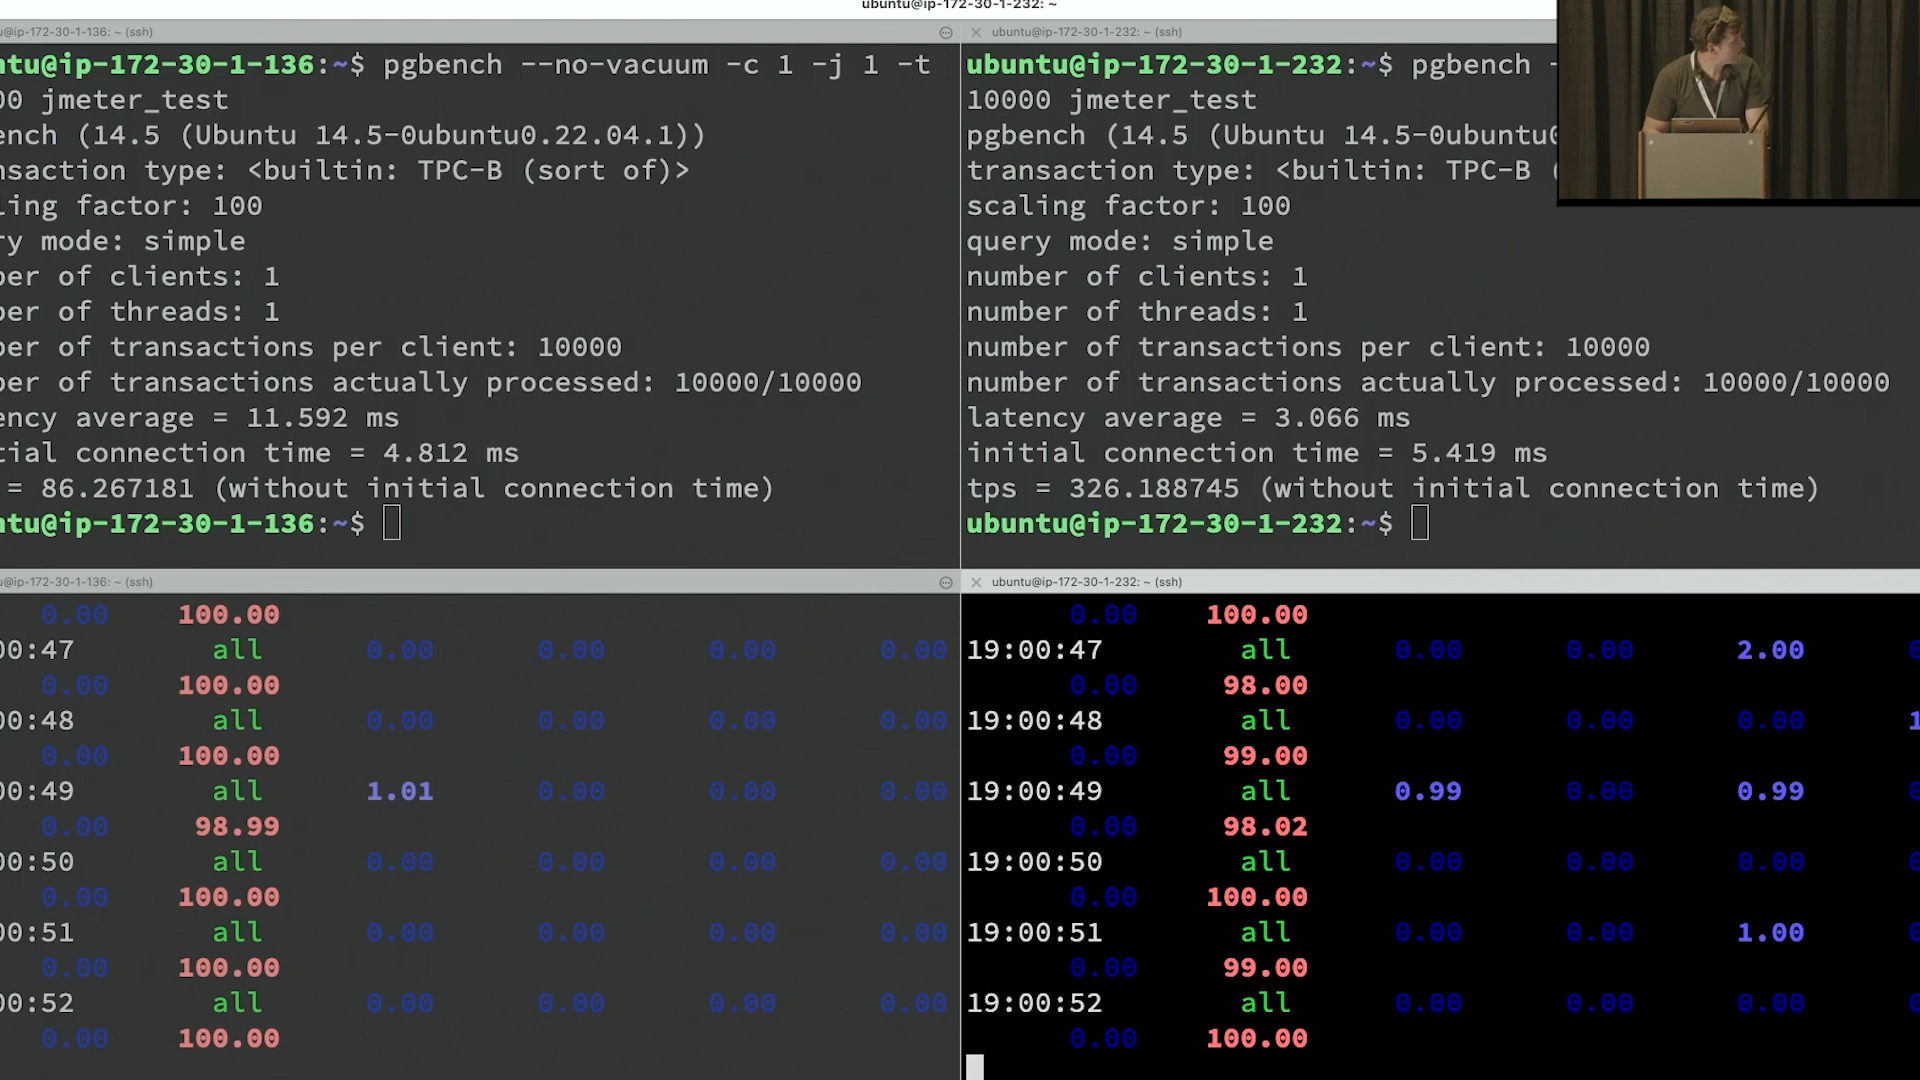 ubuntu@ip-172-30-1-232: ~
u@ip-172-30-1-136: ~ (ssh)
ntu@ip-172-30-1-136:~$ pgbench --no-vacuum -c 1 -j 1 -t
00 jmeter_test
ench (14.5 (Ubuntu 14.5-0ubuntu0.22.04.1))
nsaction type: <builtin: TPC-B (sort of)>
ling factor: 100
ry mode: simple
ber of clients: 1
ber of threads: 1
ber of transactions per client: 10000
ber of transactions actually processed: 10000/10000
ency average = 11.592 ms
tial connection time = 4.812 ms
= 86.267181 (without initial connection time)
ntu@ip-172-30-1-136:~$
ubuntu@ip-172-30-1-232: ~ (ssh)
ubuntu@ip-172-30-1-232:~$ pgbench -
10000 jmeter_test
pgbench (14.5 (Ubuntu 14.5-0ubuntu0
transaction type: <builtin: TPC-B (
scaling factor: 100
query mode: simple
number of clients: 1
number of threads: 1
number of transactions per client: 10000
number of transactions actually processed: 10000/10000
latency average = 3.066 ms
initial connection time = 5.419 ms
tps = 326.188745 (without initial connection time)
ubuntu@ip-172-30-1-232:~$
u@ip-172-30-1-136: ~ (ssh)
0.00 100.00
00:47 all 0.00 0.00 0.00 0.00
0.00 100.00
00:48 all 0.00 0.00 0.00 0.00
0.00 100.00
00:49 all 1.01 0.00 0.00 0.00
0.00 98.99
00:50 all 0.00 0.00 0.00 0.00
0.00 100.00
00:51 all 0.00 0.00 0.00 0.00
0.00 100.00
00:52 all 0.00 0.00 0.00 0.00
0.00 100.00
ubuntu@ip-172-30-1-232: ~ (ssh)
0.00 100.00
19:00:47 all 0.00 0.00 2.00 0
0.00 98.00
19:00:48 all 0.00 0.00 0.00 1
0.00 99.00
19:00:49 all 0.99 0.00 0.99 0
0.00 98.02
19:00:50 all 0.00 0.00 0.00 0
0.00 100.00
19:00:51 all 0.00 0.00 1.00 0
0.00 99.00
19:00:52 all 0.00 0.00 0.00 0
0.00 100.00